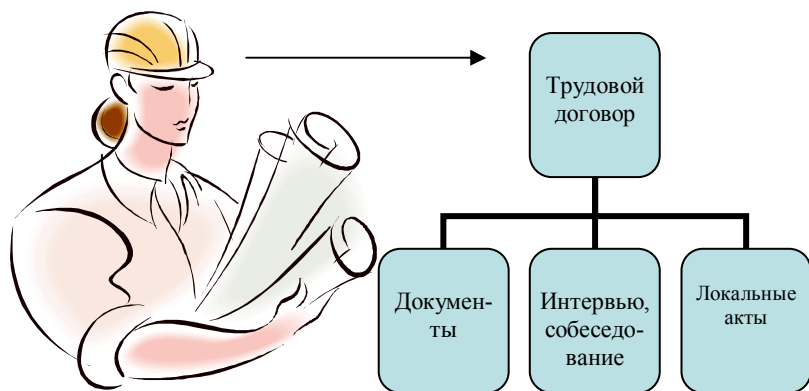 Трудовой
договор
Докумен-
ты
Интервью,
собеседо-
вание
Локальные
акты